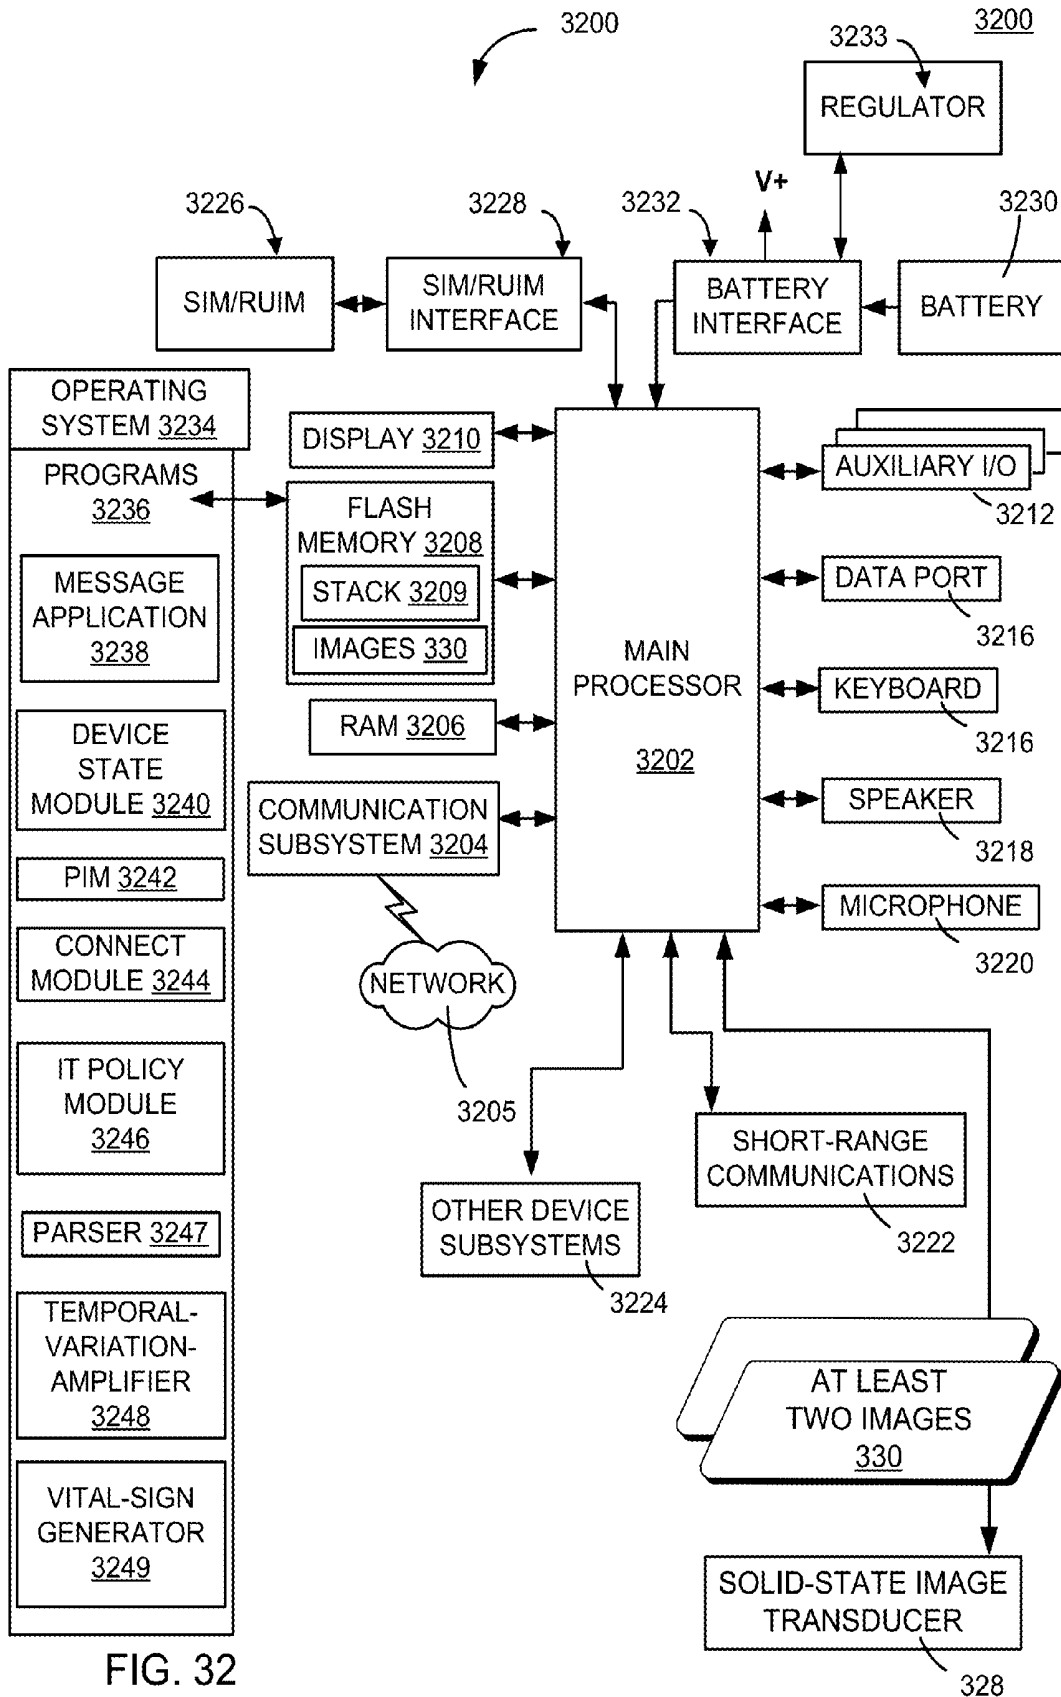 3200
3200
3233
REGULATOR
V+
3226
3228
3232
3230
SIM/RUIM
SIM/RUIM
INTERFACE
BATTERY
INTERFACE
BATTERY
OPERATING
SYSTEM 3234
PROGRAMS
3236
MESSAGE
APPLICATION
3238
DEVICE
STATE
MODULE 3240
PIM 3242
CONNECT
MODULE 3244
IT POLICY
MODULE
3246
PARSER 3247
TEMPORAL-
VARIATION-
AMPLIFIER
3248
VITAL-SIGN
GENERATOR
3249
DISPLAY 3210
FLASH
MEMORY 3208
STACK 3209
IMAGES 330
RAM 3206
COMMUNICATION
SUBSYSTEM 3204
NETWORK
3205
MAIN
PROCESSOR
3202
AUXILIARY I/O
3212
DATA PORT
3216
KEYBOARD
3216
SPEAKER
3218
MICROPHONE
3220
OTHER DEVICE
SUBSYSTEMS
3224
SHORT-RANGE
COMMUNICATIONS
3222
AT LEAST
TWO IMAGES
330
SOLID-STATE IMAGE
TRANSDUCER
328
FIG. 32